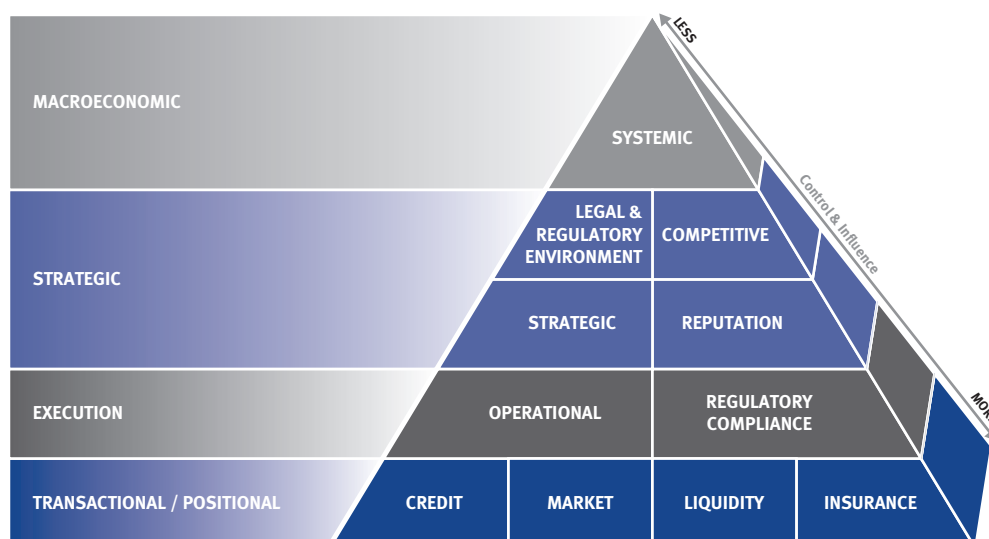 LESS
MACROECONOMIC
SYSTEMIC
Control & Influence
STRATEGIC
LEGAL &
REGULATORY
ENVIRONMENT
COMPETITIVE
STRATEGIC
REPUTATION
EXECUTION
OPERATIONAL
REGULATORY
COMPLIANCE
TRANSACTIONAL / POSITIONAL
CREDIT
MARKET
LIQUIDITY
INSURANCE